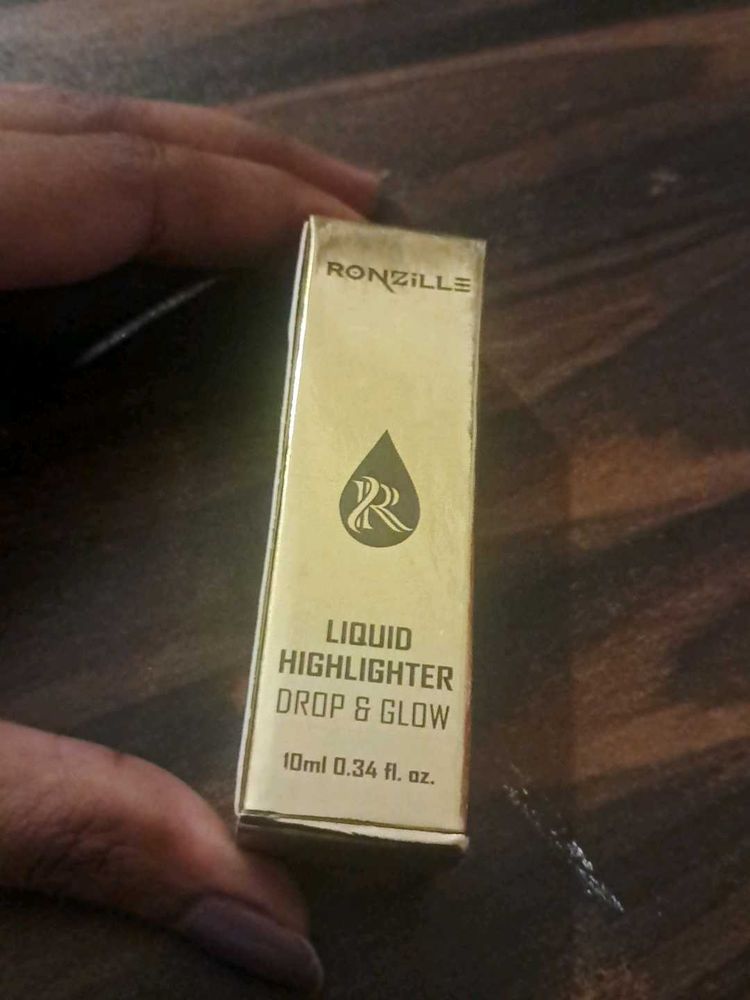 RONZiLLE
R
LIQUID
HIGHLIGHTER
DROP & GLOW
10ml 0.34 fl. oz.